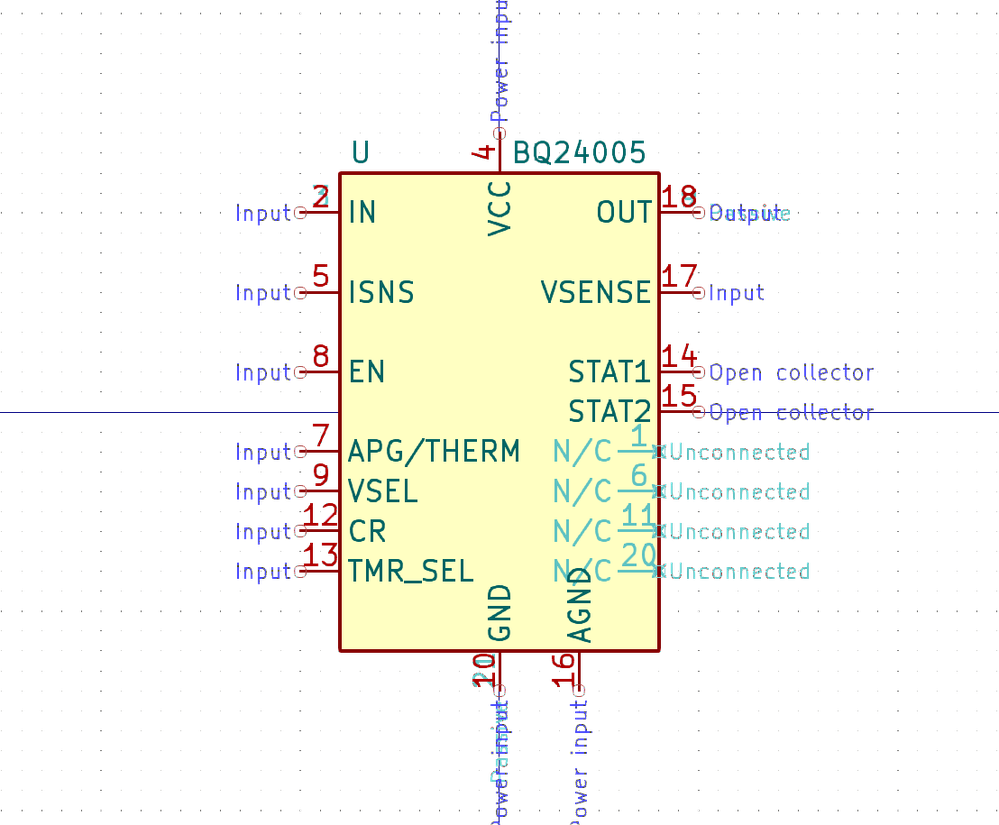 Power input
4
U
BQ24005
VCC
Input 2 IN
OUT 18 Output
Passive
Input 5 ISNS
VSENSE 17 Input
Input 8 EN
STAT1 14 Open collector
STAT2 15 Open collector
Input 7 APG/THERM
N/C 1 Unconnected
Input 9 VSEL
N/C 6 Unconnected
Input 12 CR
N/C 11 Unconnected
Input 13 TMR_SEL
N/C 20 Unconnected
GND
AGND
10
21
16
Power input
Passive
Power input